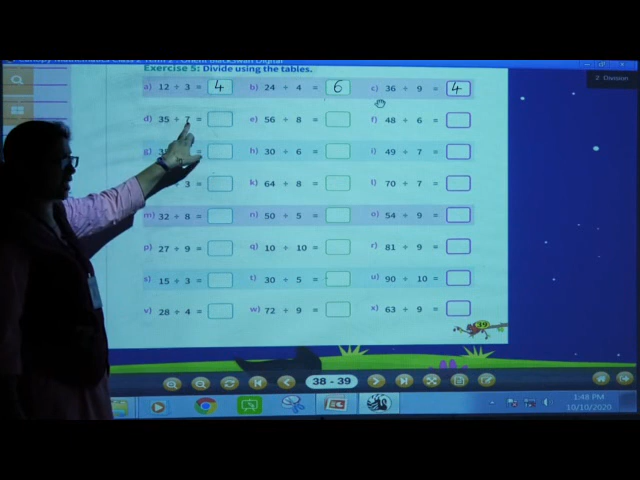 Exercise 5: Divide using the tables.
2 Division
a) 12 ÷ 3 = 4 b) 24 ÷ 4 = 6 c) 36 ÷ 9 = 4
d) 35 ÷ 7 = e) 56 ÷ 8 = f) 48 ÷ 6 =
g) = h) 30 ÷ 6 = i) 49 ÷ 7 =
÷ 3 = k) 64 ÷ 8 = l) 70 ÷ 7 =
m) 32 ÷ 8 = n) 50 ÷ 5 = o) 54 ÷ 9 =
p) 27 ÷ 9 = q) 10 ÷ 10 = r) 81 ÷ 9 =
s) 15 ÷ 3 = t) 30 ÷ 5 = u) 90 ÷ 10 =
v) 28 ÷ 4 = w) 72 ÷ 9 = x) 63 ÷ 9 =
39
38 - 39
1:48 PM
10/10/2020